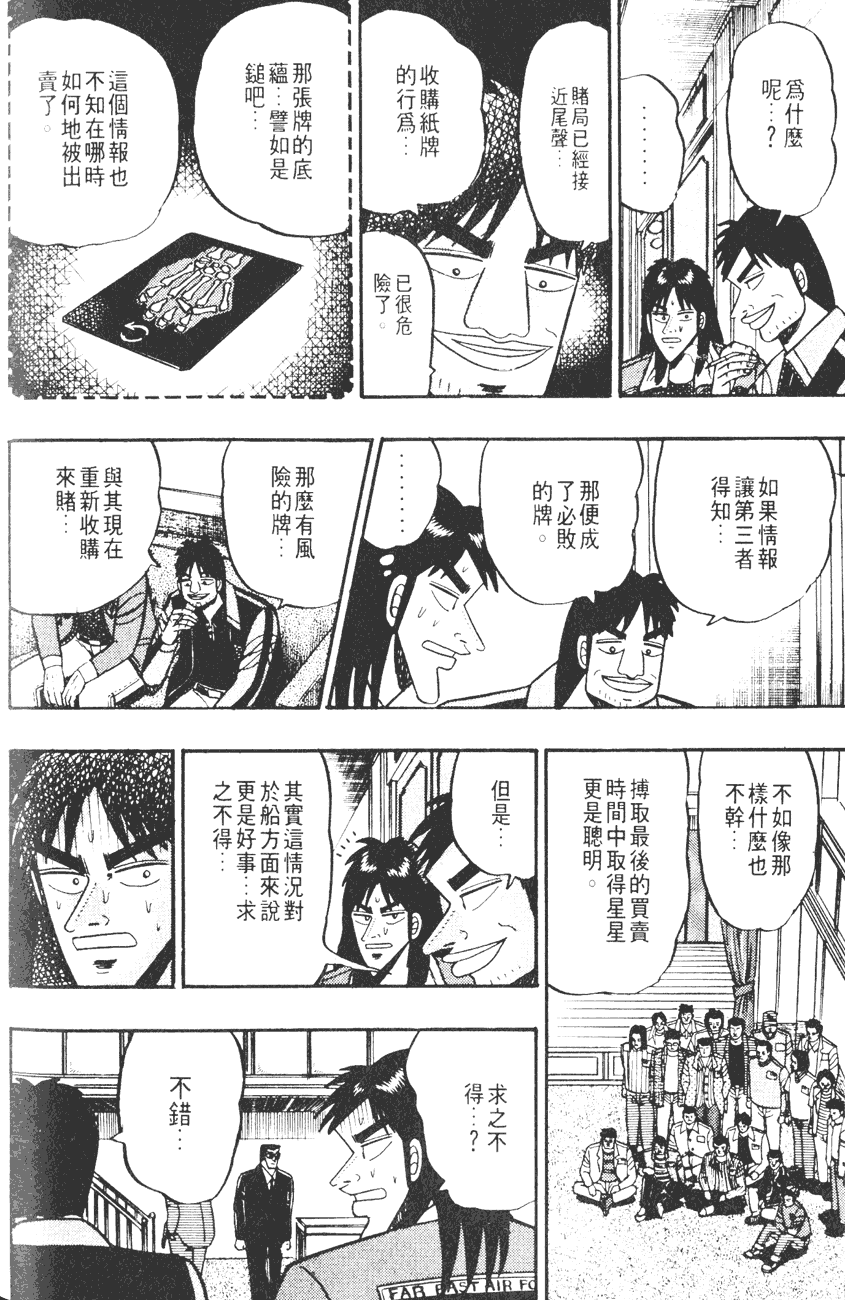 爲什麼
呢…?
………
賭局已經接
近尾聲…
收購紙牌
的行爲…
已很危
險了。
那張牌的底
蘊…譬如是
鎚吧…
這個情報也
不知在哪時
如何地被出
賣了。
如果情報
讓第三者
得知…
那便成
了必敗
的牌。
………
那麼有風
險的牌…
與其現在
重新收購
來賭…
不如像那
樣什麼也
不幹…
搏取最後的買賣
時間中取得星星
更是聰明。
但是…
其實這情況對
於船方面來說
更是好事…求
之不得…
求之不
得…?
不錯…
FAR EAST AIR FO